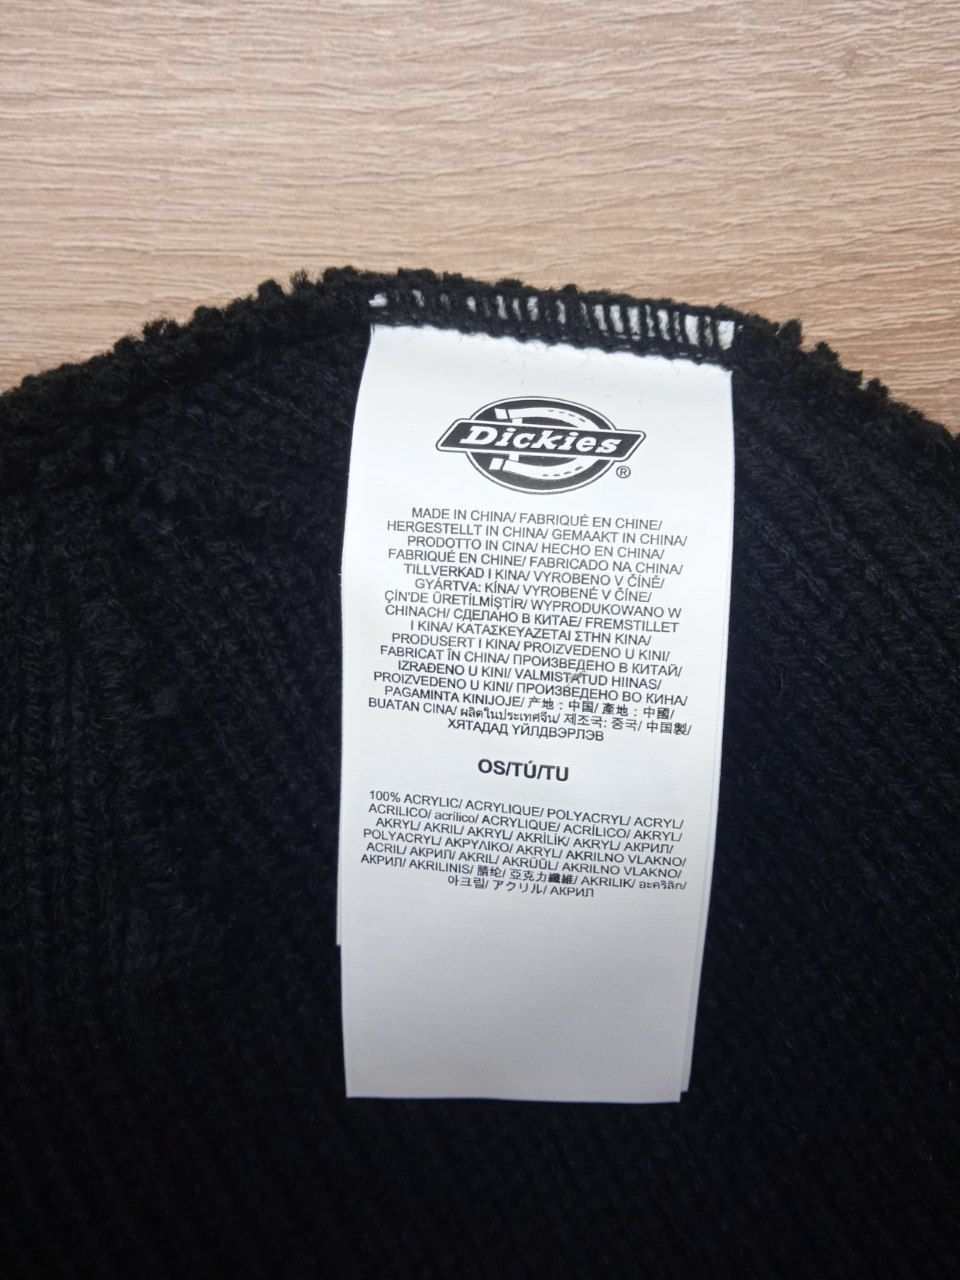 Dickies®
MADE IN CHINA/ FABRIQUÉ EN CHINE/
HERGESTELLT IN CHINA/ GEMAAKT IN CHINA/
PRODOTTO IN CINA/ HECHO EN CHINA/
FABRIQUÉ EN CHINE/ FABRICADO NA CHINA/
TILLVERKAD I KINA/ VYROBENO V ČÍNĚ/
GYÁRTVA: KÍNA/ VYROBENÉ V ČÍNE/
ÇİN'DE ÜRETİLMİŞTİR/ WYPRODUKOWANO W
CHINACH/ СДЕЛАНО В КИТАЕ/ FREMSTILLET
I KINA/ ΚΑΤΑΣΚΕΥΑΖΕΤΑΙ ΣΤΗΝ ΚΙΝΑ/
PRODUSERT I KINA/ PROIZVEDENO U KINI/
FABRICAT ÎN CHINA/ ПРОИЗВЕДЕНО В КИТАЙ/
IZRAĐENO U KINI/ VALMISTATUD HIINAS/
PROIZVEDENO U KINI/ ПРОИЗВЕДЕНО ВО КИНА/
PAGAMINTA KINIJOJE/ 产地：中国/ 產地：中國/
BUATAN CINA/ ผลิตในประเทศจีน/ 제조국: 중국/ 中国製/
ХЯТАДАД ҮЙЛДВЭРЛЭВ
OS/TÚ/TU
100% ACRYLIC/ ACRYLIQUE/ POLYACRYL/ ACRYL/
ACRILICO/ acrílico/ ACRYLIQUE/ ACRÍLICO/ AKRYL/
AKRYL/ AKRIL/ AKRYL/ AKRİLİK/ AKRYL/ АКРИЛ/
POLYACRYL/ ΑΚΡΥΛΙΚΟ/ AKRYL/ AKRILNO VLAKNO/
ACRIL/ АКРИЛ/ AKRIL/ AKRÜÜL/ AKRILNO VLAKNO/
АКРИЛ/ AKRILINIS/ 腈纶/ 亞克力纖維/ AKRILIK/ อะคริลิก/
아크릴/ アクリル/ АКРИЛ